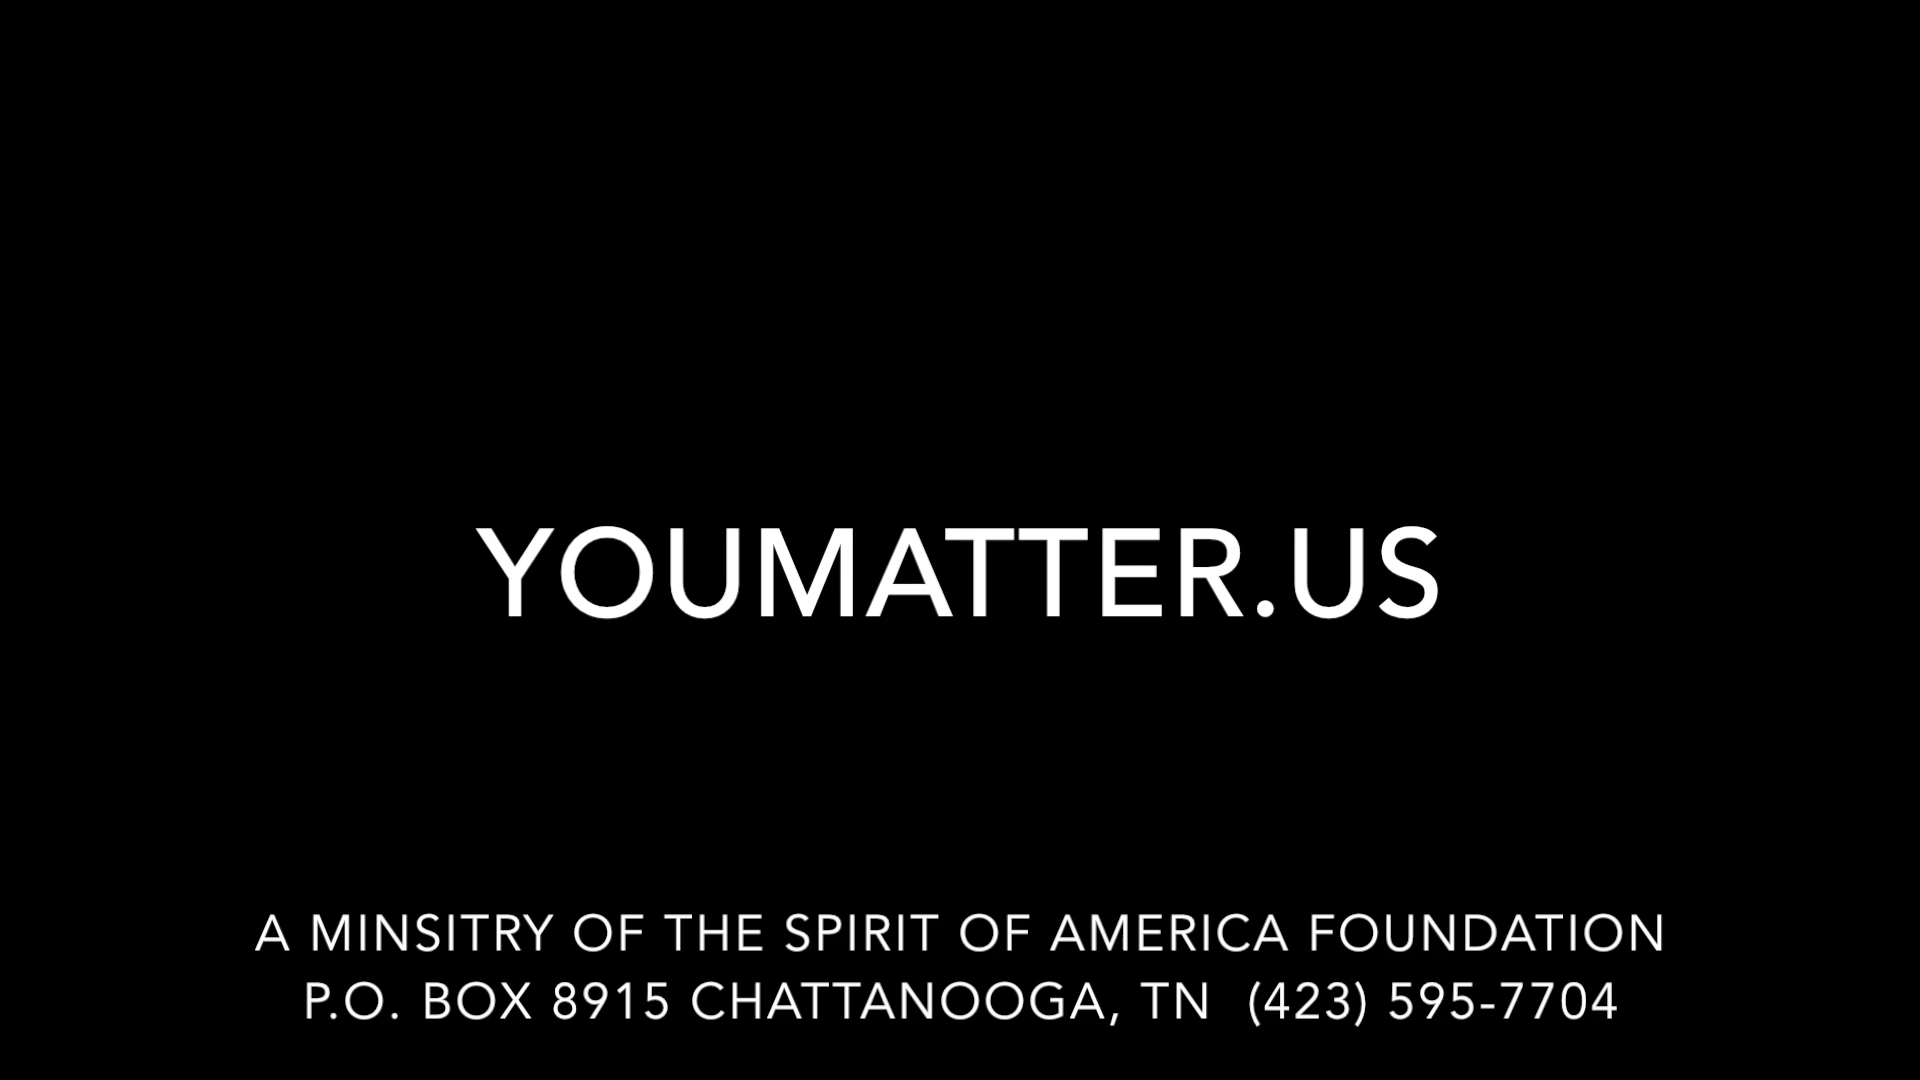 YOUMATTER.US
A MINSITRY OF THE SPIRIT OF AMERICA FOUNDATION
P.O. BOX 8915 CHATTANOOGA, TN (423) 595-7704